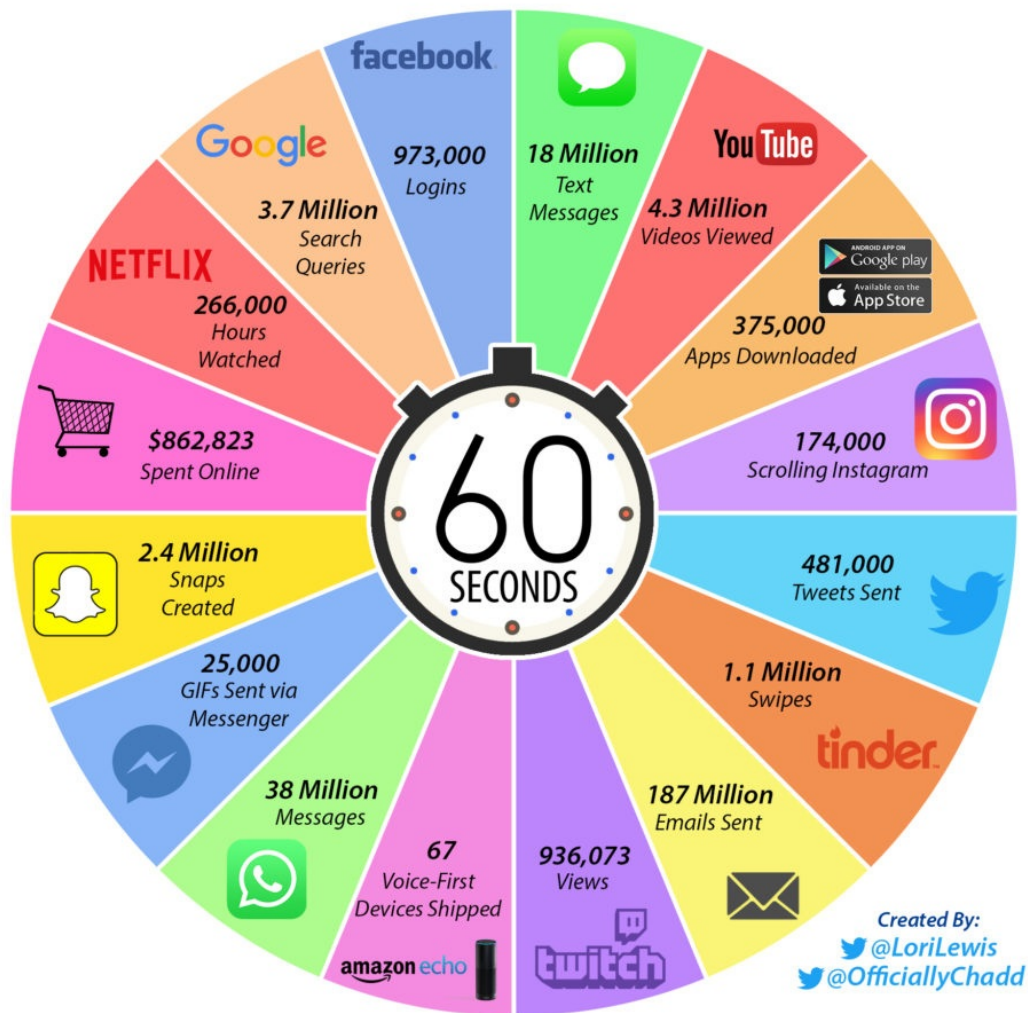 facebook
973,000
Logins
18 Million
Text
Messages
You Tube
4.3 Million
Videos Viewed
ANDROID APP ON
Google play
Available on the
App Store
375,000
Apps Downloaded
174,000
Scrolling Instagram
481,000
Tweets Sent
1.1 Million
Swipes
tinder
187 Million
Emails Sent
936,073
Views
twitch
67
Voice-First
Devices Shipped
amazon echo
38 Million
Messages
25,000
GIFs Sent via
Messenger
2.4 Million
Snaps
Created
$862,823
Spent Online
NETFLIX
266,000
Hours
Watched
Google
3.7 Million
Search
Queries
60
SECONDS
Created By:
@LoriLewis
@OfficiallyChadd